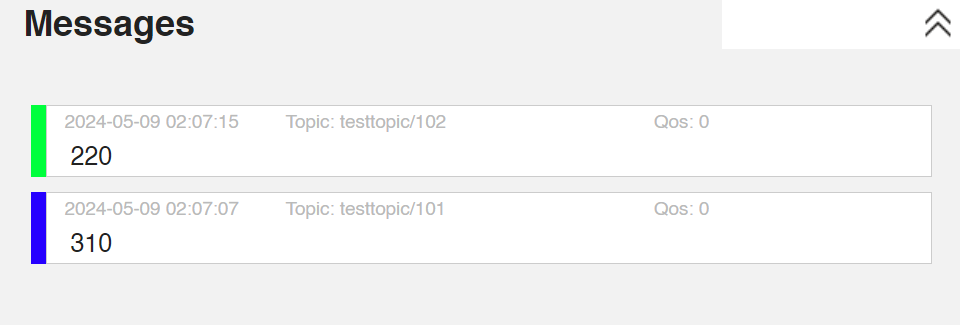 Messages
2024-05-09 02:07:15 Topic: testtopic/102 Qos: 0
220
2024-05-09 02:07:07 Topic: testtopic/101 Qos: 0
310